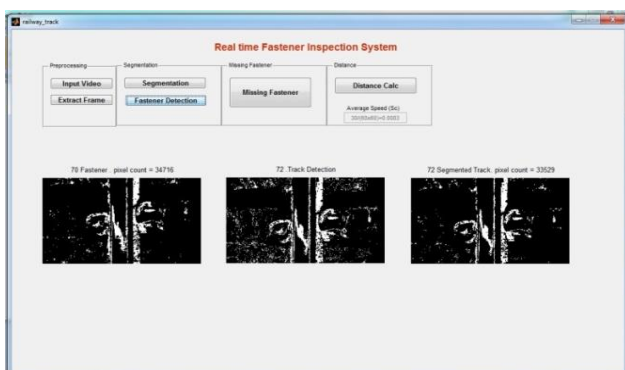 railway_track
Real time Fastener Inspection System
Preprocessing
Segmentation
Missing Fastener
Distance
Input Video
Extract Frame
Segmentation
Fastener Detection
Missing Fastener
Distance Calc
Average Speed (Sc)
70 Fastener . pixel count = 34716
72 .Track Detection
72 Segmented Track. pixel count = 33529